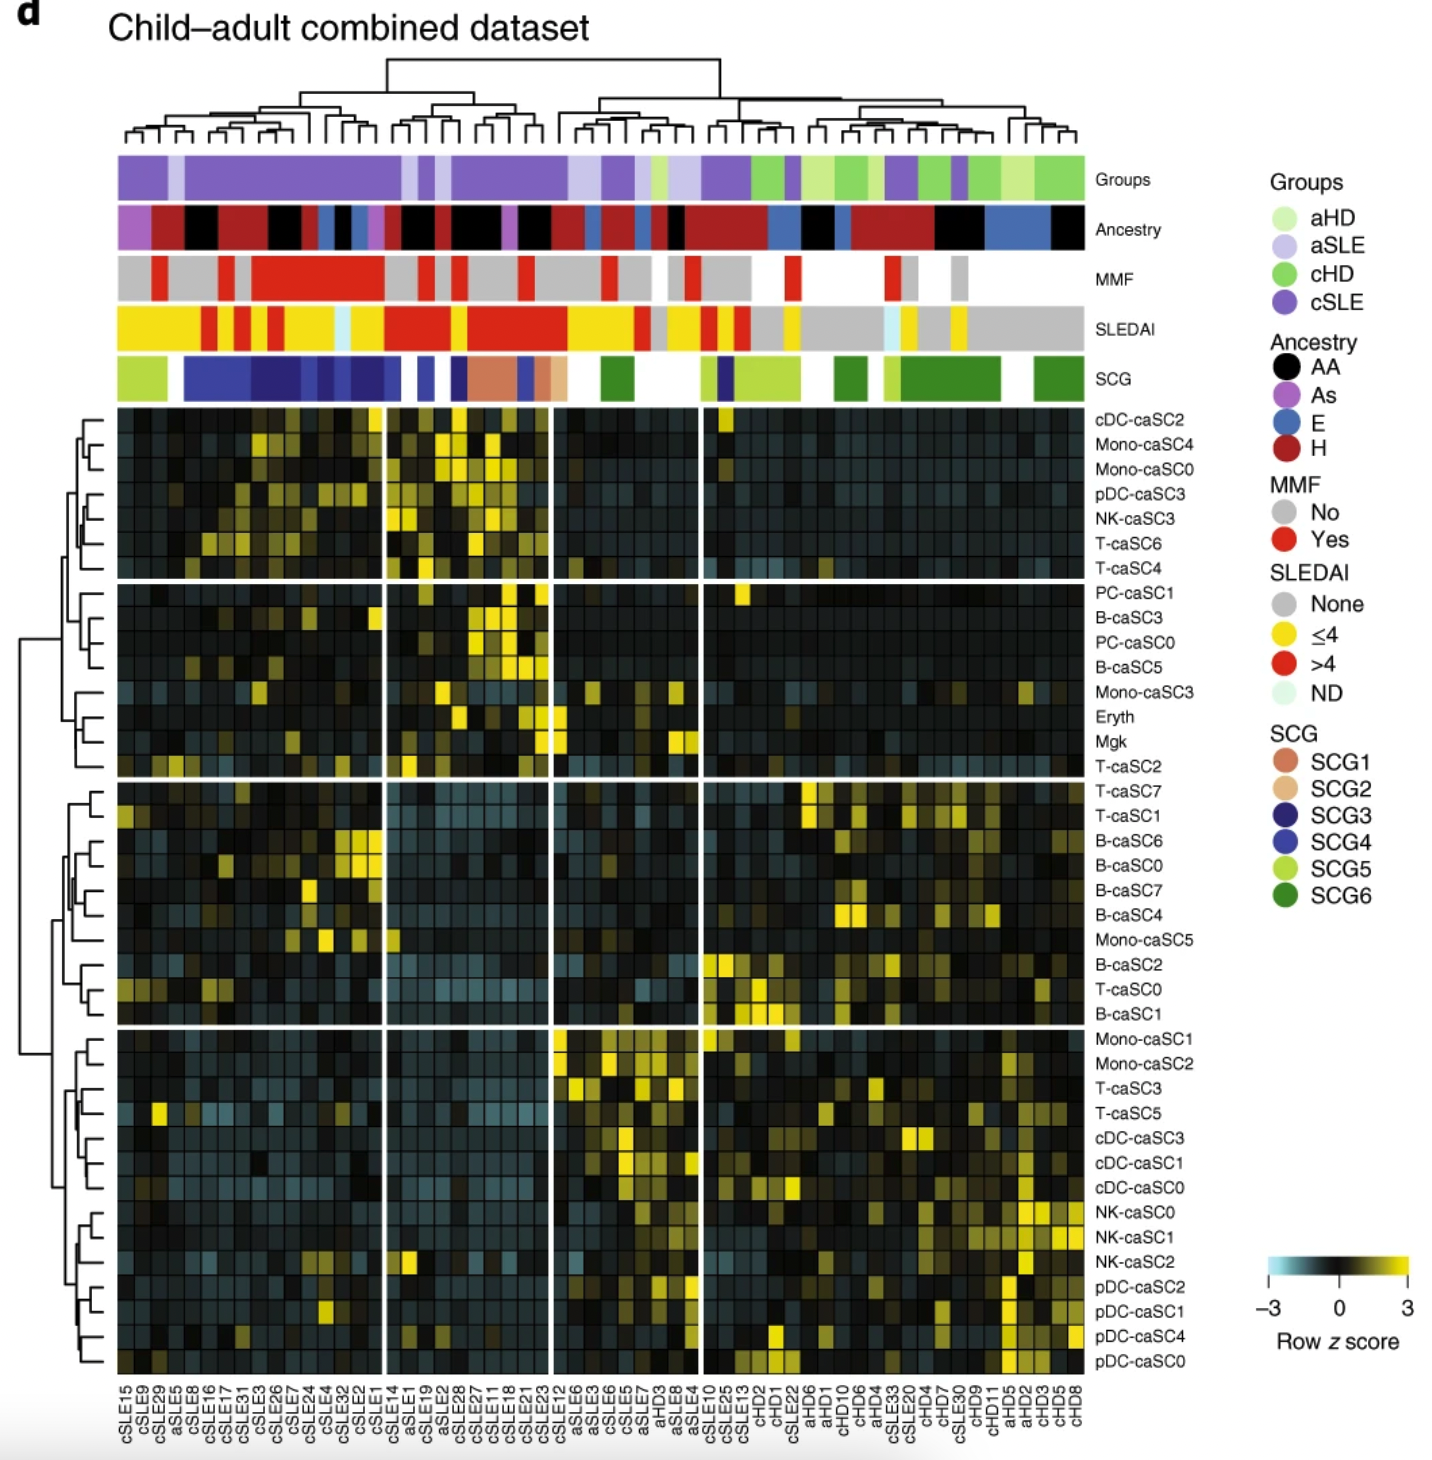 d
Child–adult combined dataset
Groups
Ancestry
MMF
SLEDAI
SCG
cDC-caSC2
Mono-caSC4
Mono-caSC0
pDC-caSC3
NK-caSC3
T-caSC6
T-caSC4
PC-caSC1
B-caSC3
PC-caSC0
B-caSC5
Mono-caSC3
Eryth
Mgk
T-caSC2
T-caSC7
T-caSC1
B-caSC6
B-caSC0
B-caSC7
B-caSC4
Mono-caSC5
B-caSC2
T-caSC0
B-caSC1
Mono-caSC1
Mono-caSC2
T-caSC3
T-caSC5
cDC-caSC3
cDC-caSC1
cDC-caSC0
NK-caSC0
NK-caSC1
NK-caSC2
pDC-caSC2
pDC-caSC1
pDC-caSC4
pDC-caSC0
cSLE15
cSLE9
cSLE29
aSLE5
cSLE8
cSLE16
cSLE17
cSLE31
cSLE3
cSLE26
cSLE7
cSLE24
cSLE4
cSLE32
cSLE2
cSLE1
cSLE14
aSLE1
cSLE19
aSLE2
cSLE28
cSLE27
cSLE11
cSLE18
cSLE21
cSLE23
cSLE12
aSLE6
aSLE3
cSLE6
cSLE5
aSLE7
aHD3
aSLE8
aSLE4
cSLE10
cSLE25
cSLE13
cHD2
cHD1
cSLE22
aHD6
aHD1
cHD10
cHD6
aHD4
cSLE33
cSLE20
cHD4
cHD7
cSLE30
cHD9
cHD11
aHD5
aHD2
cHD3
cHD5
cHD8
Groups
aHD
aSLE
cHD
cSLE
Ancestry
AA
As
E
H
MMF
No
Yes
SLEDAI
None
≤4
>4
ND
SCG
SCG1
SCG2
SCG3
SCG4
SCG5
SCG6
−3 0 3
Row z score